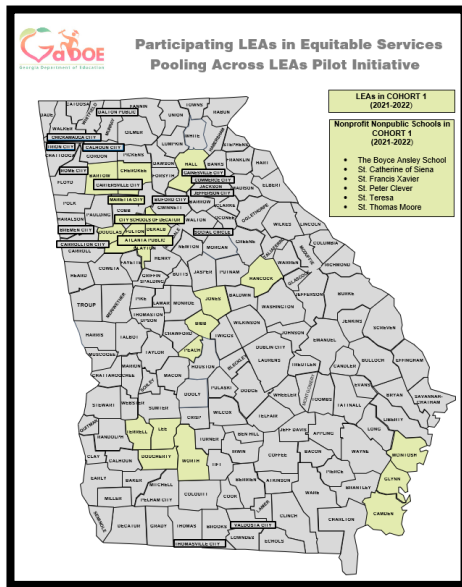 GaDOE
Georgia Department of Education
Participating LEAs in Equitable Services
Pooling Across LEAs Pilot Initiative
LEAs in COHORT 1
(2021-2022)
Nonprofit Nonpublic Schools in
COHORT 1
(2021-2022)
The Boyce Ansley School
St. Catherine of Siena
St. Francis Xavier
St. Peter Clever
St. Teresa
St. Thomas Moore
DADE
CATOOSA
FANNIN
TOWNS
RABUN
DALTON PUBLIC
UNION
WALKER
MURRAY
GILMER
WHITE
LUMPKIN
STEPHENS
CHICKAMAUGA CITY
TRION CITY
CALHOUN CITY
CHATTOOGA
GORDON
PICKENS
DAWSON
HALL
BANKS
FRANKLIN
HART
ROME CITY
FLOYD
BARTOW
CHEROKEE
FORSYTH
GAINESVILLE CITY
COMMERCE CITY
JACKSON
JEFFERSON CITY
MADISON
ELBERT
CARTERSVILLE CITY
MARIETTA CITY
BUFORD CITY
BARROW
CLARKE
POLK
PAULDING
COBB
GWINNETT
OCONEE
OGLETHORPE
WILKES
LINCOLN
HARALSON
CITY SCHOOLS OF DECATUR
WALTON
BREMEN CITY
DOUGLAS
FULTON
DEKALB
SOCIAL CIRCLE
ATLANTA PUBLIC
CARROLLTON CITY
CARROLL
CLAYTON
NEWTON
MORGAN
GREENE
COLUMBIA
FAYETTE
HENRY
WARREN
RICHMOND
HEARD
COWETA
GRIFFIN
SPALDING
BUTTS
JASPER
PUTNAM
HANCOCK
GLASCOCK
TROUP
MERIWETHER
PIKE
LAMAR
MONROE
JONES
BALDWIN
WASHINGTON
JEFFERSON
BURKE
THOMASTON
UPSON
BIBB
WILKINSON
JENKINS
SCREVEN
HARRIS
TALBOT
CRAWFORD
TWIGGS
JOHNSON
EMANUEL
MUSCOGEE
TAYLOR
PEACH
HOUSTON
BLECKLEY
DUBLIN CITY
LAURENS
TREUTLEN
CANDLER
BULLOCH
EFFINGHAM
CHATTAHOOCHEE
MARION
SCHLEY
MACON
DOOLY
PULASKI
DODGE
WHEELER
MONTGOMERY
TOOMBS
TATTNALL
EVANS
BRYAN
SAVANNAH-
CHATHAM
STEWART
WEBSTER
SUMTER
CRISP
WILCOX
TELFAIR
LIBERTY
QUITMAN
RANDOLPH
TERRELL
LEE
TURNER
BEN HILL
JEFF DAVIS
APPLING
LONG
WAYNE
MCINTOSH
CLAY
CALHOUN
DOUGHERTY
WORTH
IRWIN
COFFEE
BACON
PIERCE
BRANTLEY
GLYNN
EARLY
BAKER
MITCHELL
TIFT
BERRIEN
ATKINSON
WARE
CAMDEN
MILLER
PELHAM CITY
COLQUITT
COOK
LANIER
CLINCH
CHARLTON
SEMINOLE
DECATUR
GRADY
THOMAS
BROOKS
VALDOSTA CITY
LOWNDES
ECHOLS
THOMASVILLE CITY